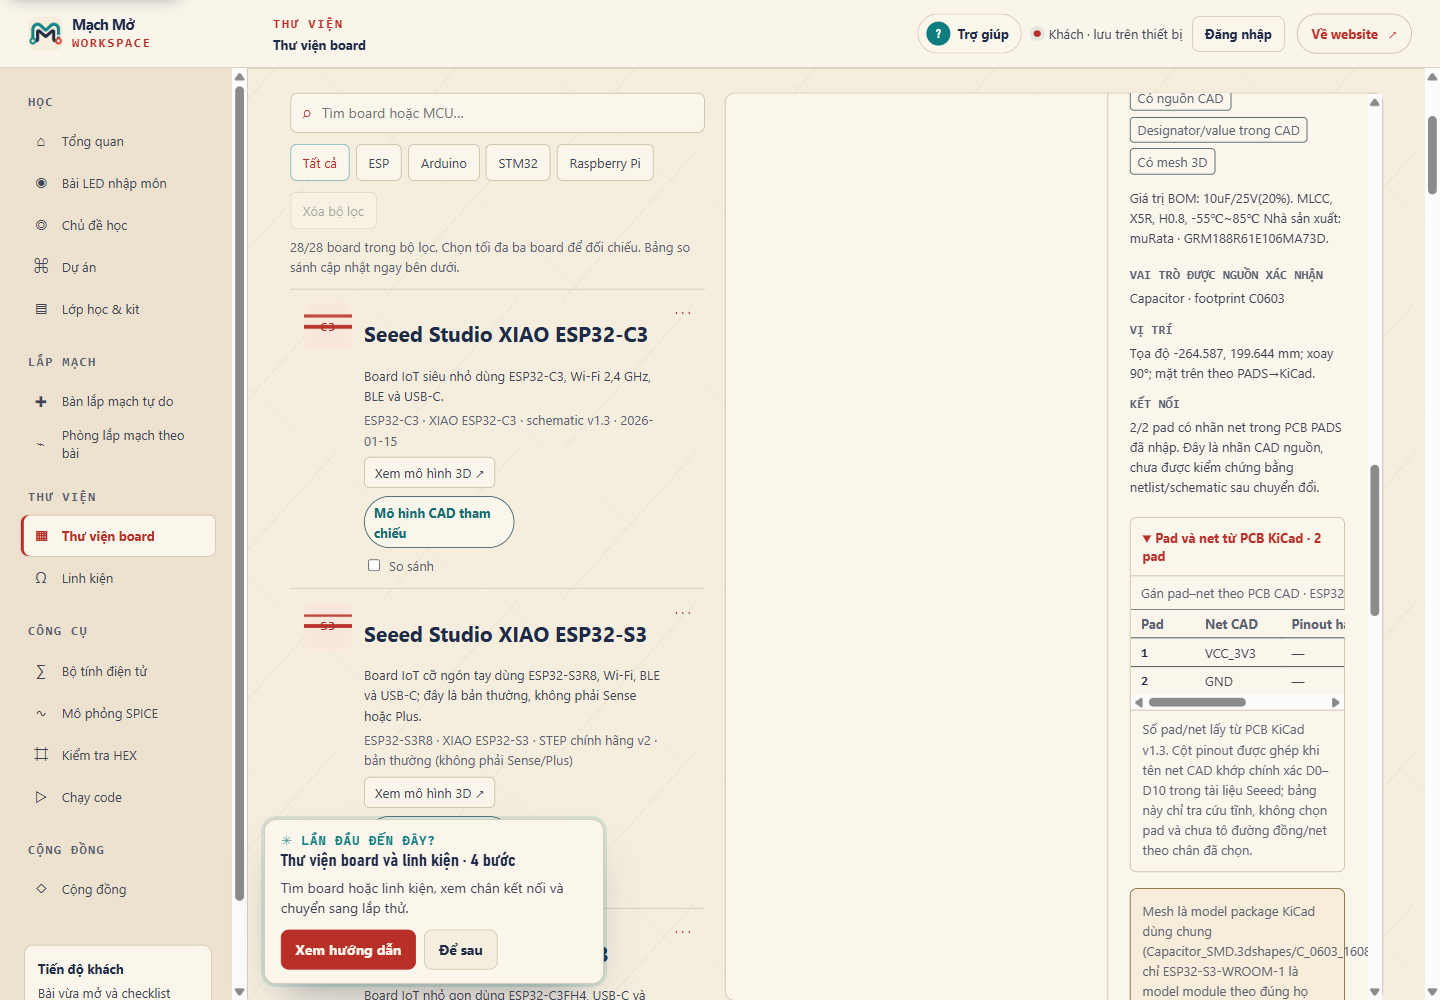 Mạch Mở
WORKSPACE
THƯ VIỆN
Thư viện board
? Trợ giúp
Khách · lưu trên thiết bị
Đăng nhập
Về website ↗
HỌC
Tổng quan
Bài LED nhập môn
Chủ đề học
Dự án
Lớp học & kit
LẮP MẠCH
Bàn lắp mạch tự do
Phòng lắp mạch theo
bài
THƯ VIỆN
Thư viện board
Linh kiện
CÔNG CỤ
Bộ tính điện tử
Mô phỏng SPICE
Kiểm tra HEX
Chạy code
CỘNG ĐỒNG
Cộng đồng
Tiến độ khách
Bài vừa mở và checklist
Tìm board hoặc MCU...
Tất cả
ESP
Arduino
STM32
Raspberry Pi
Xóa bộ lọc
28/28 board trong bộ lọc. Chọn tối đa ba board để đối chiếu. Bảng so
sánh cập nhật ngay bên dưới.
C3
...
Seeed Studio XIAO ESP32-C3
Board IoT siêu nhỏ dùng ESP32-C3, Wi-Fi 2,4 GHz,
BLE và USB-C.
ESP32-C3 · XIAO ESP32-C3 · schematic v1.3 · 2026-
01-15
Xem mô hình 3D ↗
Mô hình CAD tham
chiếu
So sánh
S3
...
Seeed Studio XIAO ESP32-S3
Board IoT cỡ ngón tay dùng ESP32-S3R8, Wi-Fi, BLE
và USB-C; đây là bản thường, không phải Sense
hoặc Plus.
ESP32-S3R8 · XIAO ESP32-S3 · STEP chính hãng v2 ·
bản thường (không phải Sense/Plus)
Xem mô hình 3D ↗
...
Board IoT nhỏ gọn dùng ESP32-C3FH4, USB-C và
LẦN ĐẦU ĐẾN ĐÂY?
Thư viện board và linh kiện · 4 bước
Tìm board hoặc linh kiện, xem chân kết nối và
chuyển sang lắp thử.
Xem hướng dẫn
Để sau
Có nguồn CAD
Designator/value trong CAD
Có mesh 3D
Giá trị BOM: 10uF/25V(20%). MLCC,
X5R, H0.8, -55℃~85℃ Nhà sản xuất:
muRata · GRM188R61E106MA73D.
VAI TRÒ ĐƯỢC NGUỒN XÁC NHẬN
Capacitor · footprint C0603
VỊ TRÍ
Tọa độ -264.587, 199.644 mm; xoay
90°; mặt trên theo PADS→KiCad.
KẾT NỐI
2/2 pad có nhãn net trong PCB PADS
đã nhập. Đây là nhãn CAD nguồn,
chưa được kiểm chứng bằng
netlist/schematic sau chuyển đổi.
▼ Pad và net từ PCB KiCad · 2
pad
Gán pad–net theo PCB CAD · ESP32
Pad Net CAD Pinout
1 VCC_3V3 —
2 GND —
Số pad/net lấy từ PCB KiCad
v1.3. Cột pinout được ghép khi
tên net CAD khớp chính xác D0–
D10 trong tài liệu Seeed; bảng
này chỉ tra cứu tĩnh, không chọn
pad và chưa tô đường đồng/net
theo chân đã chọn.
Mesh là model package KiCad
dùng chung
(Capacitor_SMD.3dshapes/C_0603_1608
chỉ ESP32-S3-WROOM-1 là
model module theo đúng họ